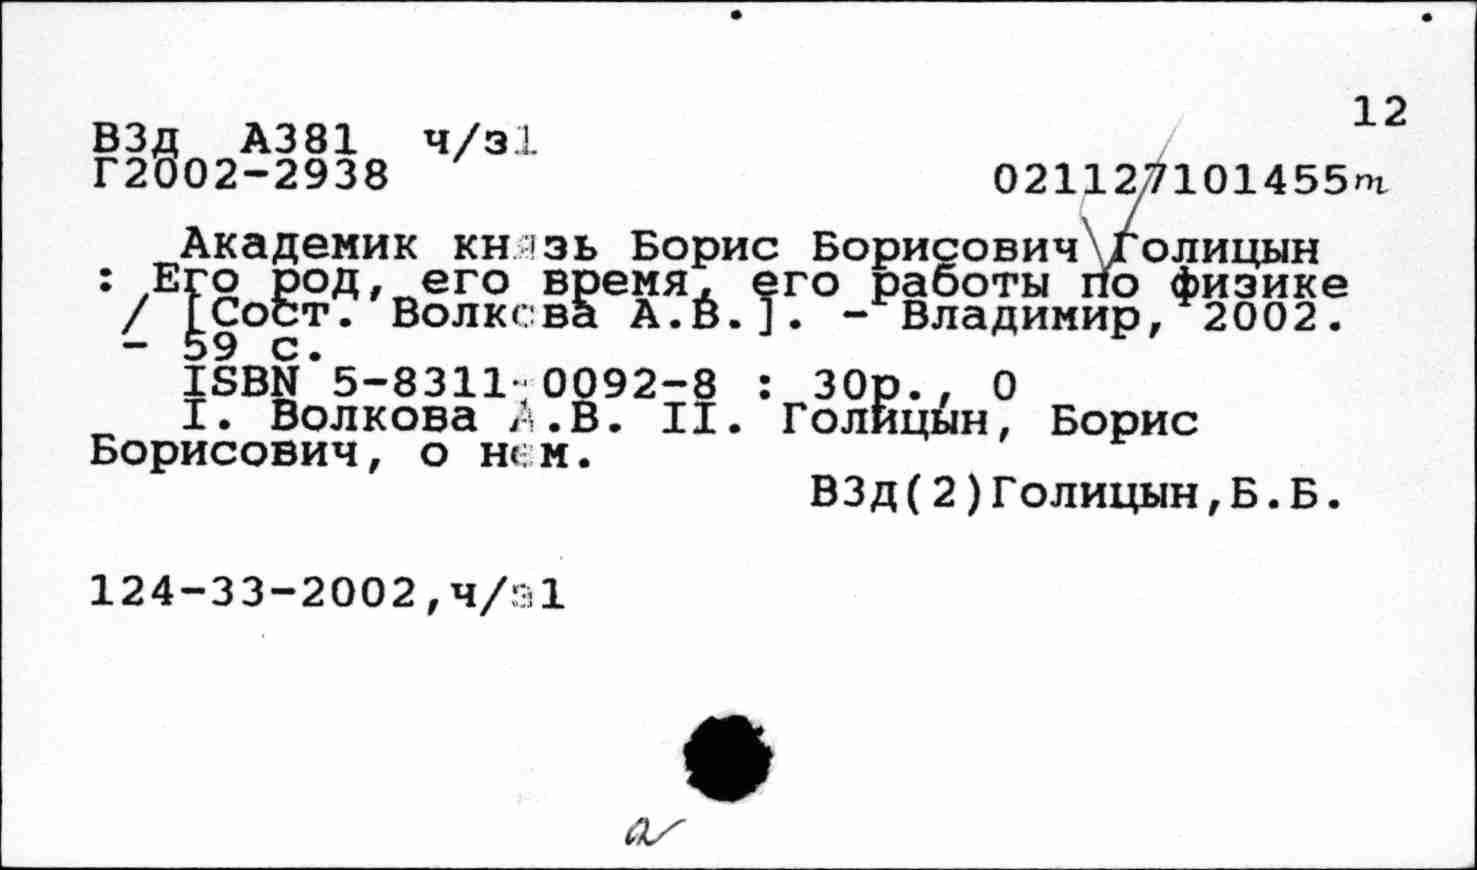 12
ВЗд А381 ч/з1
Г2002-2938 021127101455m
Академик князь Борис Борисович Голицын
: Его род, его время, его работы по физике
/ [Сост. Волкова А.В.]. - Владимир, 2002.
- 59 с.
ISBN 5-8311-0092-8 : 30р., 0
I. Волкова А.В. II. Голицын, Борис
Борисович, о нем.
ВЗд(2)Голицын,Б.Б.
124-33-2002,ч/з1